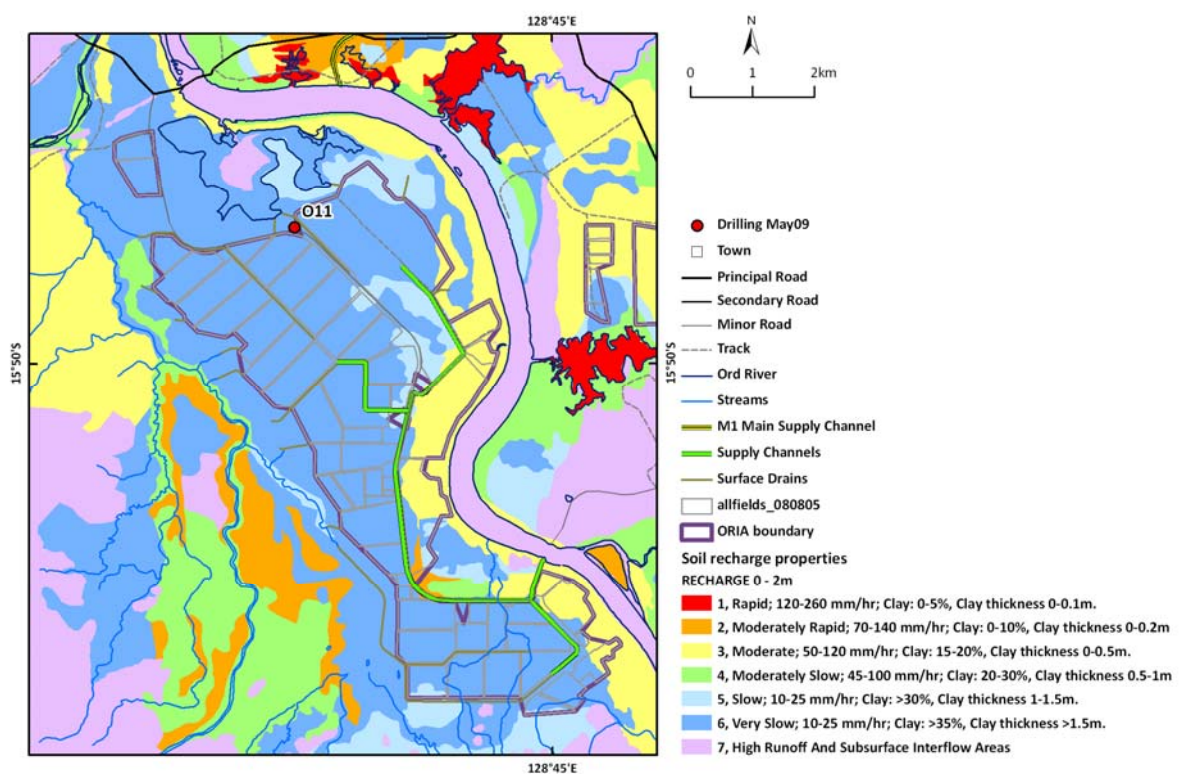 128°45'E
N
0 1 2km
O11
15°50'S
15°50'S
128°45'E
Drilling May09
Town
Principal Road
Secondary Road
Minor Road
Track
Ord River
Streams
M1 Main Supply Channel
Supply Channels
Surface Drains
allfields_080805
ORIA boundary
Soil recharge properties
RECHARGE 0 - 2m
1, Rapid; 120-260 mm/hr; Clay: 0-5%, Clay thickness 0-0.1m.
2, Moderately Rapid; 70-140 mm/hr; Clay: 0-10%, Clay thickness 0-0.2m
3, Moderate; 50-120 mm/hr; Clay: 15-20%, Clay thickness 0-0.5m.
4, Moderately Slow; 45-100 mm/hr; Clay: 20-30%, Clay thickness 0.5-1m
5, Slow; 10-25 mm/hr; Clay: >30%, Clay thickness 1-1.5m.
6, Very Slow; 10-25 mm/hr; Clay: >35%, Clay thickness >1.5m.
7, High Runoff And Subsurface Interflow Areas